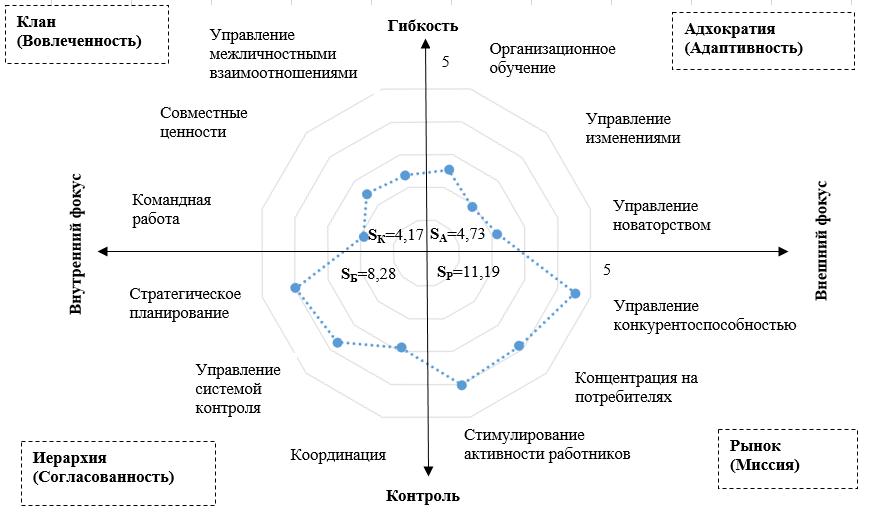 Клан
(Вовлеченность)
Гибкость
Адхократия
(Адаптивность)
Управление
межличностными
взаимоотношениями
5
Организационное
обучение
Совместные
ценности
Управление
изменениями
Командная
работа
Управление
новаторством
Внутренний фокус
Внешний фокус
SК=4,17
SА=4,73
SБ=8,28
SР=11,19
5
Стратегическое
планирование
Управление
конкурентоспособностью
Управление
системой
контроля
Концентрация на
потребителях
Координация
Стимулирование
активности работников
Иерархия
(Согласованность)
Рынок
(Миссия)
Контроль